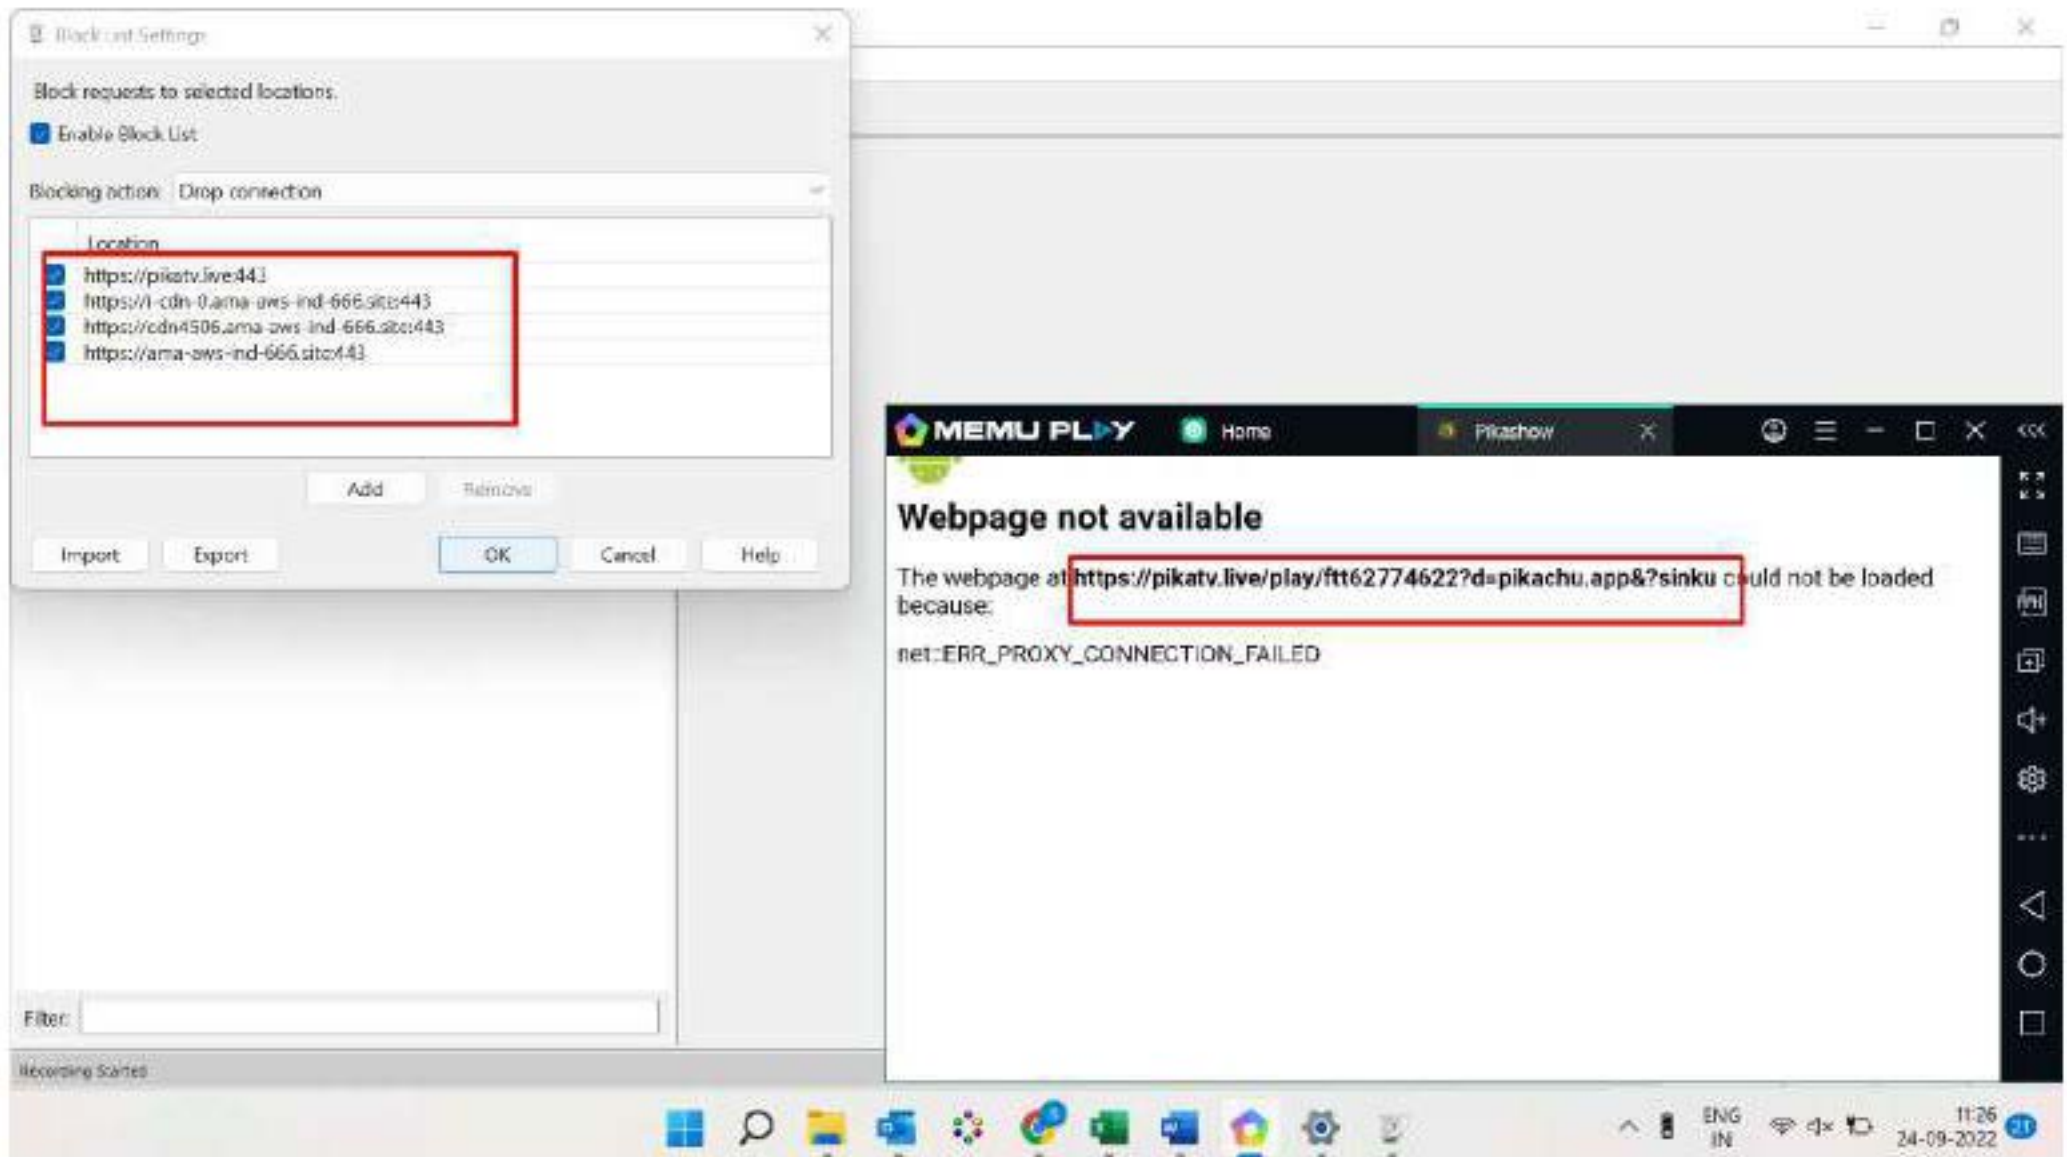 Block List Settings
Block requests to selected locations.
Enable Block List
Blocking action: Drop connection
Location
https://pikatv.live:443
https://i-cdn-0.ama-aws-ind-666.site:443
https://cdn4506.ama-aws-ind-666.site:443
https://ama-aws-ind-666.site:443
Add Remove
Import Export OK Cancel Help
MEMU PLAY Home Pikashow
Webpage not available
The webpage at https://pikatv.live/play/ftt62774622?d=pikachu.app&?sinku could not be loaded
because:
net::ERR_PROXY_CONNECTION_FAILED
Filter:
Recording Started
ENG
IN
11:26
24-09-2022
21